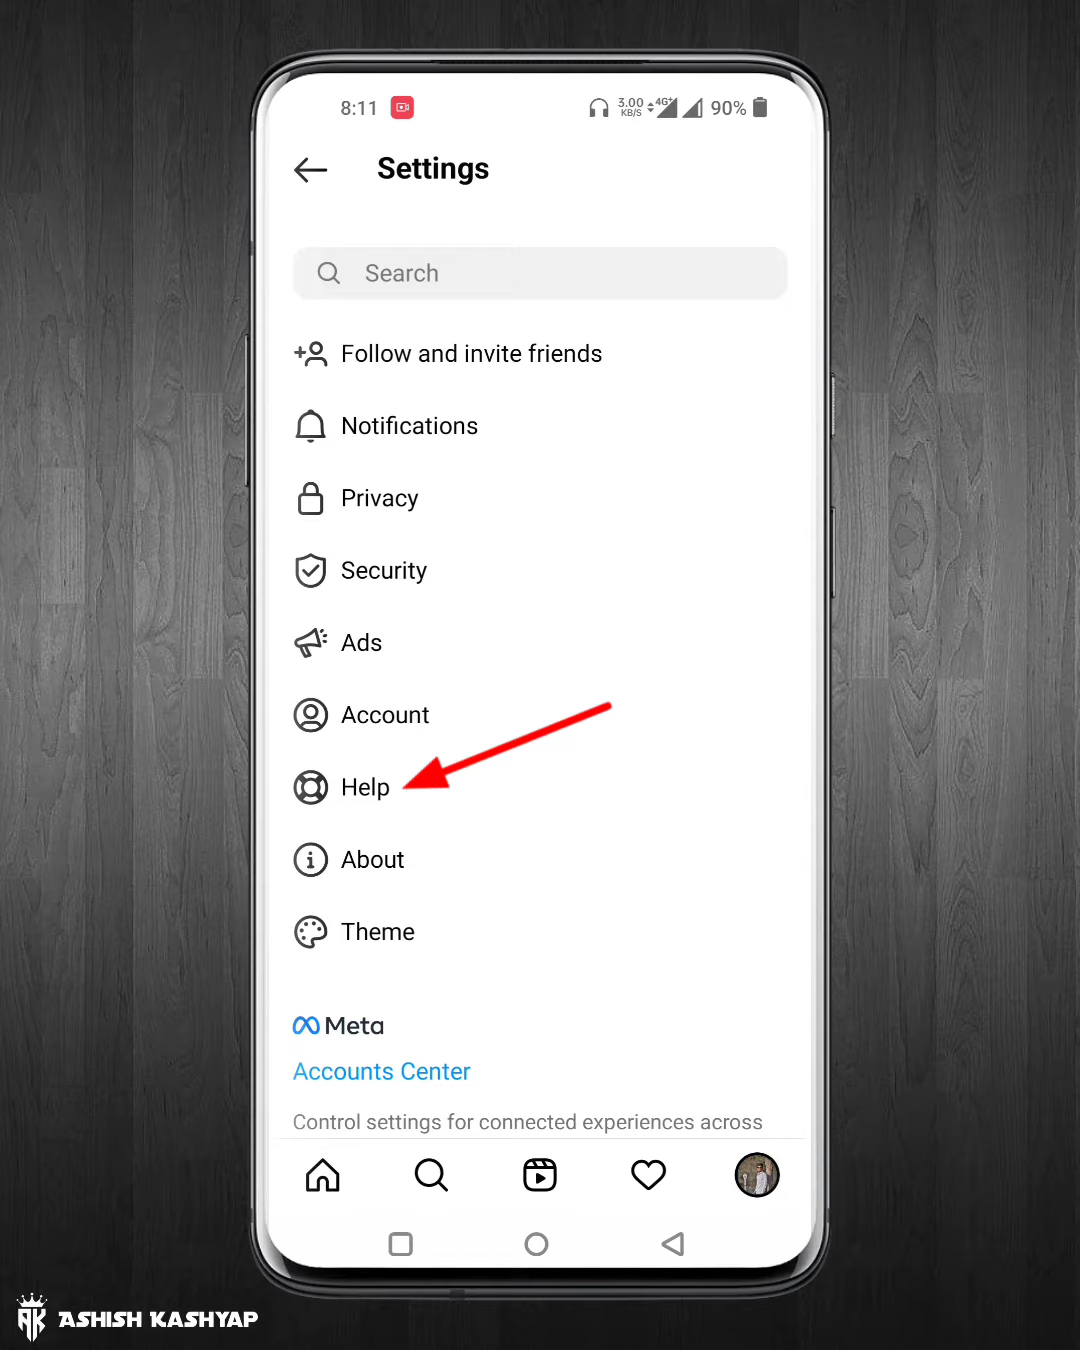 8:11
3.00
KB/S
4G+
90%
Settings
Search
Follow and invite friends
Notifications
Privacy
Security
Ads
Account
Help
About
Theme
Meta
Accounts Center
Control settings for connected experiences across
AK ASHISH KASHYAP